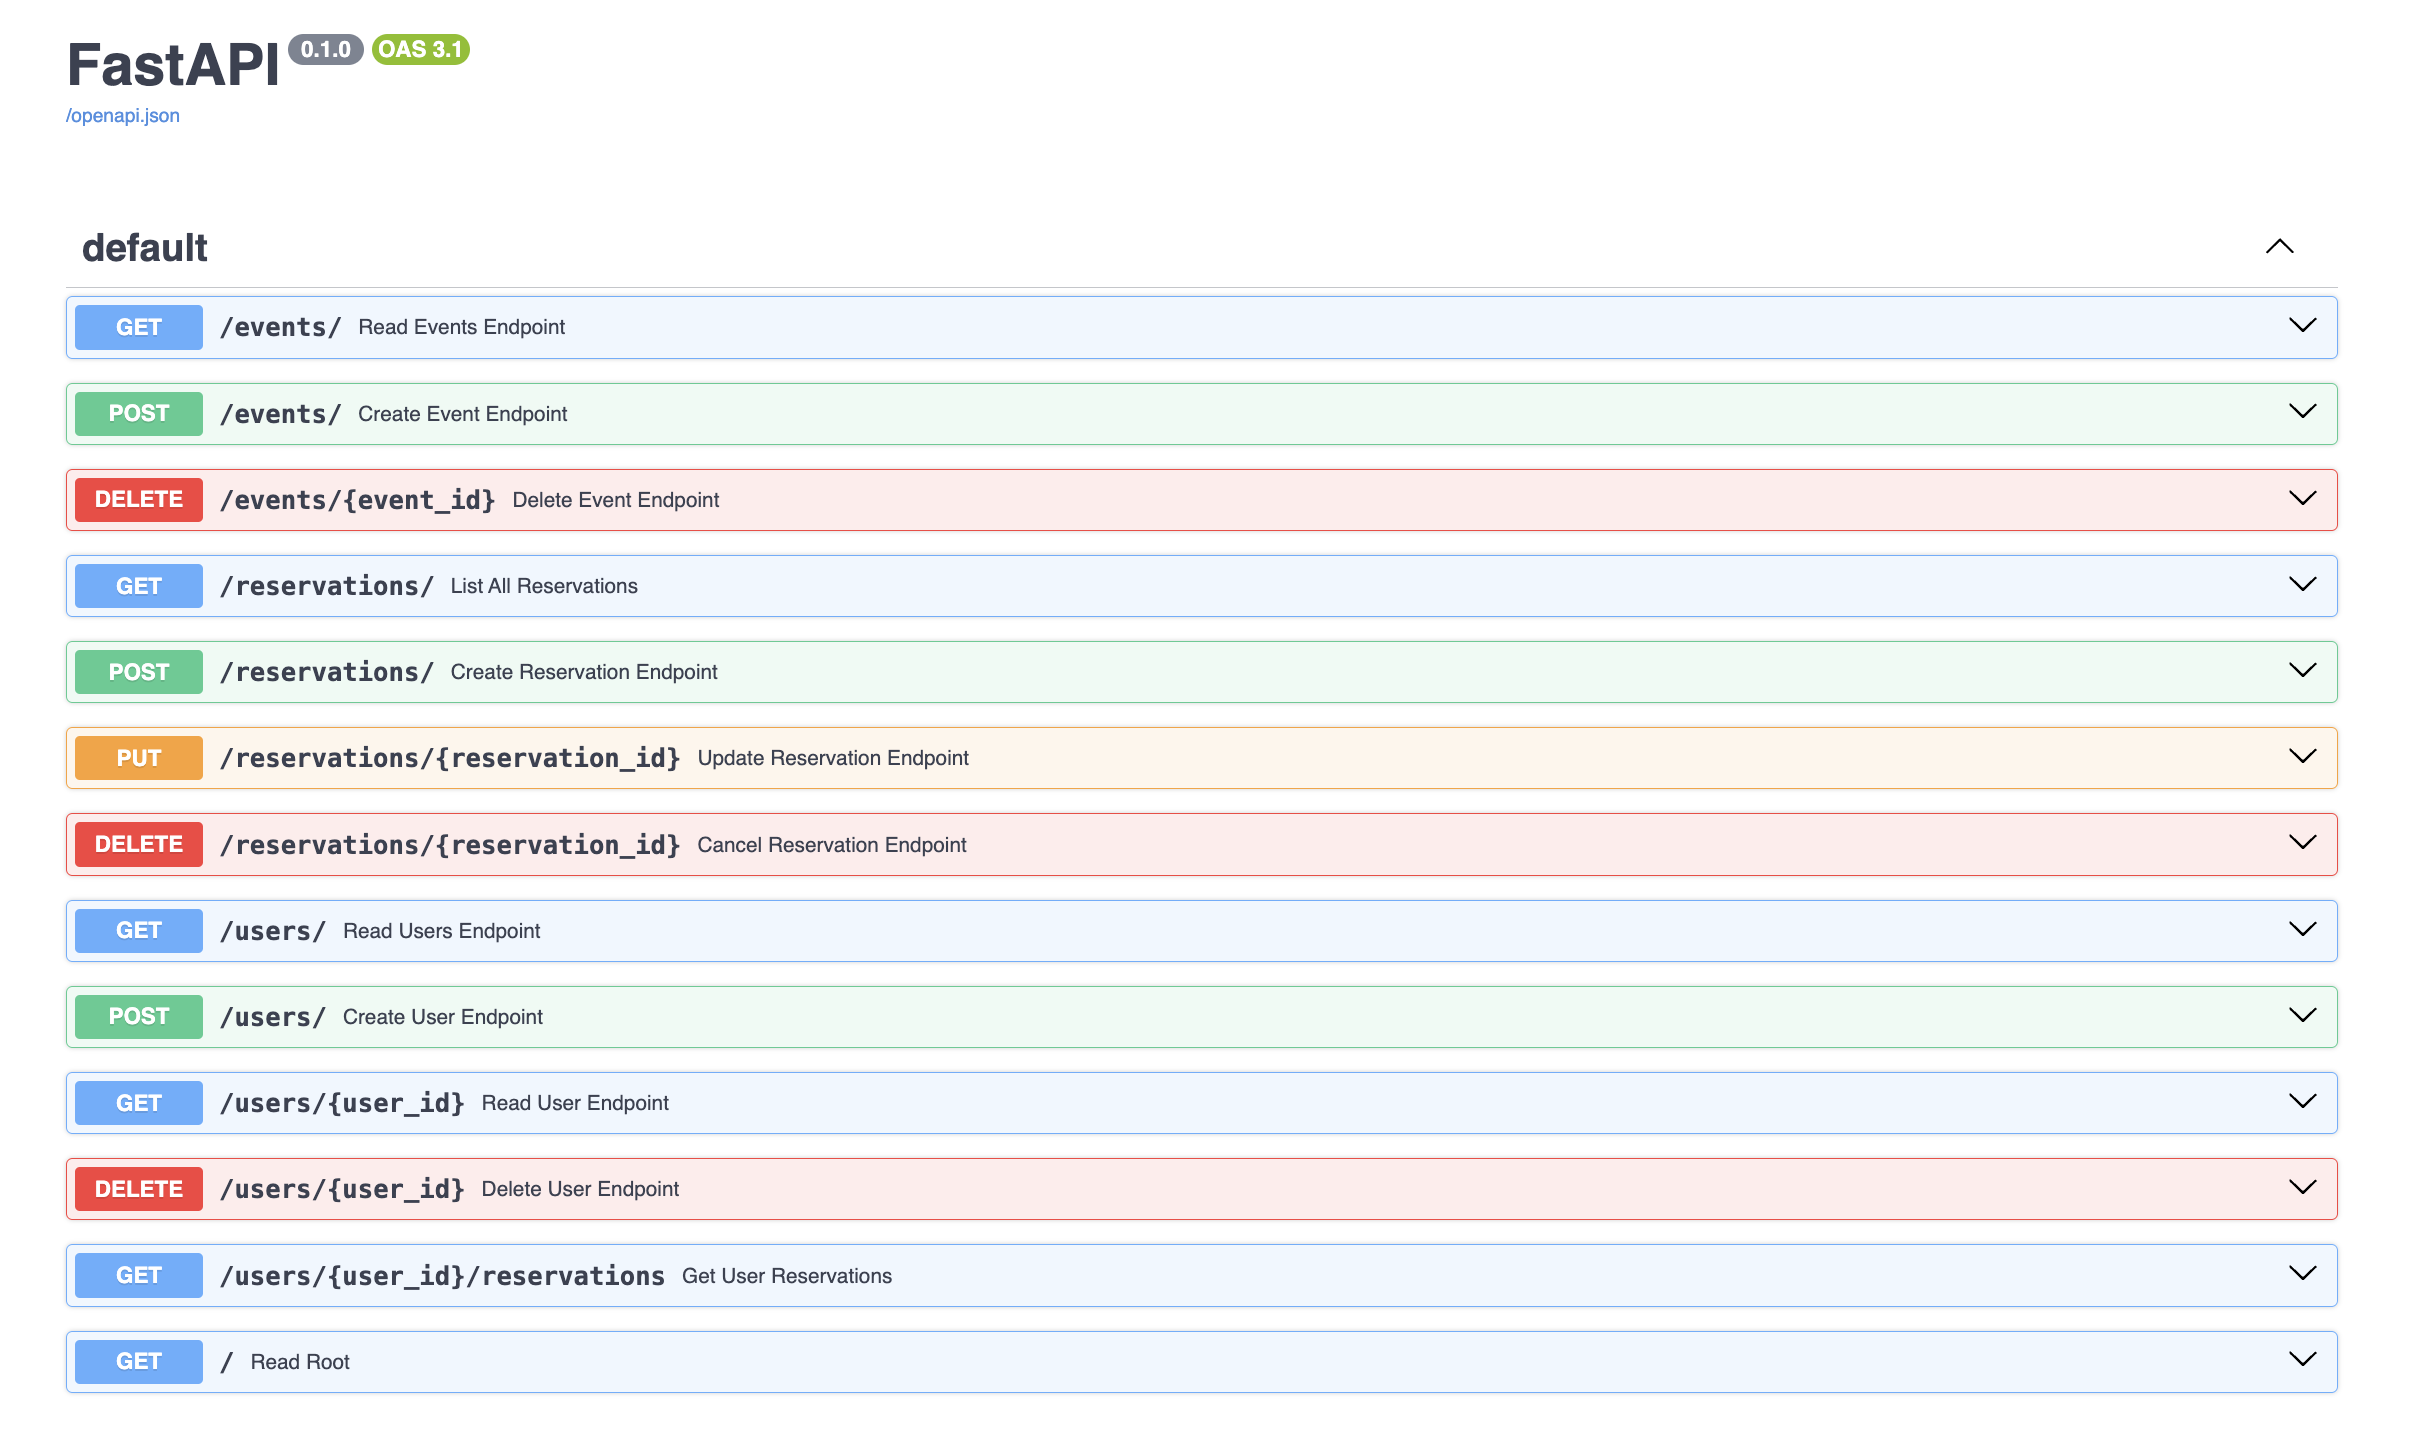 FastAPI 0.1.0 OAS 3.1
/openapi.json
default
GET /events/ Read Events Endpoint
POST /events/ Create Event Endpoint
DELETE /events/{event_id} Delete Event Endpoint
GET /reservations/ List All Reservations
POST /reservations/ Create Reservation Endpoint
PUT /reservations/{reservation_id} Update Reservation Endpoint
DELETE /reservations/{reservation_id} Cancel Reservation Endpoint
GET /users/ Read Users Endpoint
POST /users/ Create User Endpoint
GET /users/{user_id} Read User Endpoint
DELETE /users/{user_id} Delete User Endpoint
GET /users/{user_id}/reservations Get User Reservations
GET / Read Root